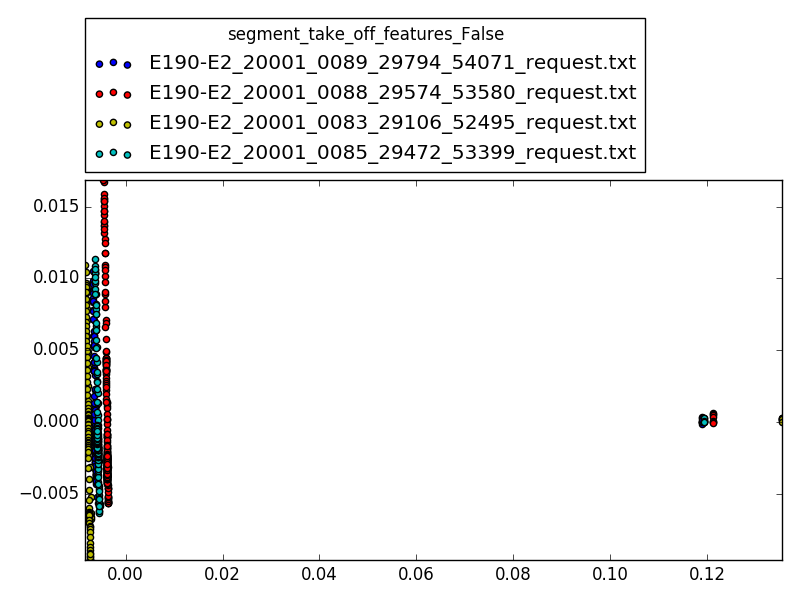 segment_take_off_features_False
E190-E2_20001_0089_29794_54071_request.txt
E190-E2_20001_0088_29574_53580_request.txt
E190-E2_20001_0083_29106_52495_request.txt
E190-E2_20001_0085_29472_53399_request.txt
0.015
0.010
0.005
0.000
−0.005
0.00 0.02 0.04 0.06 0.08 0.10 0.12